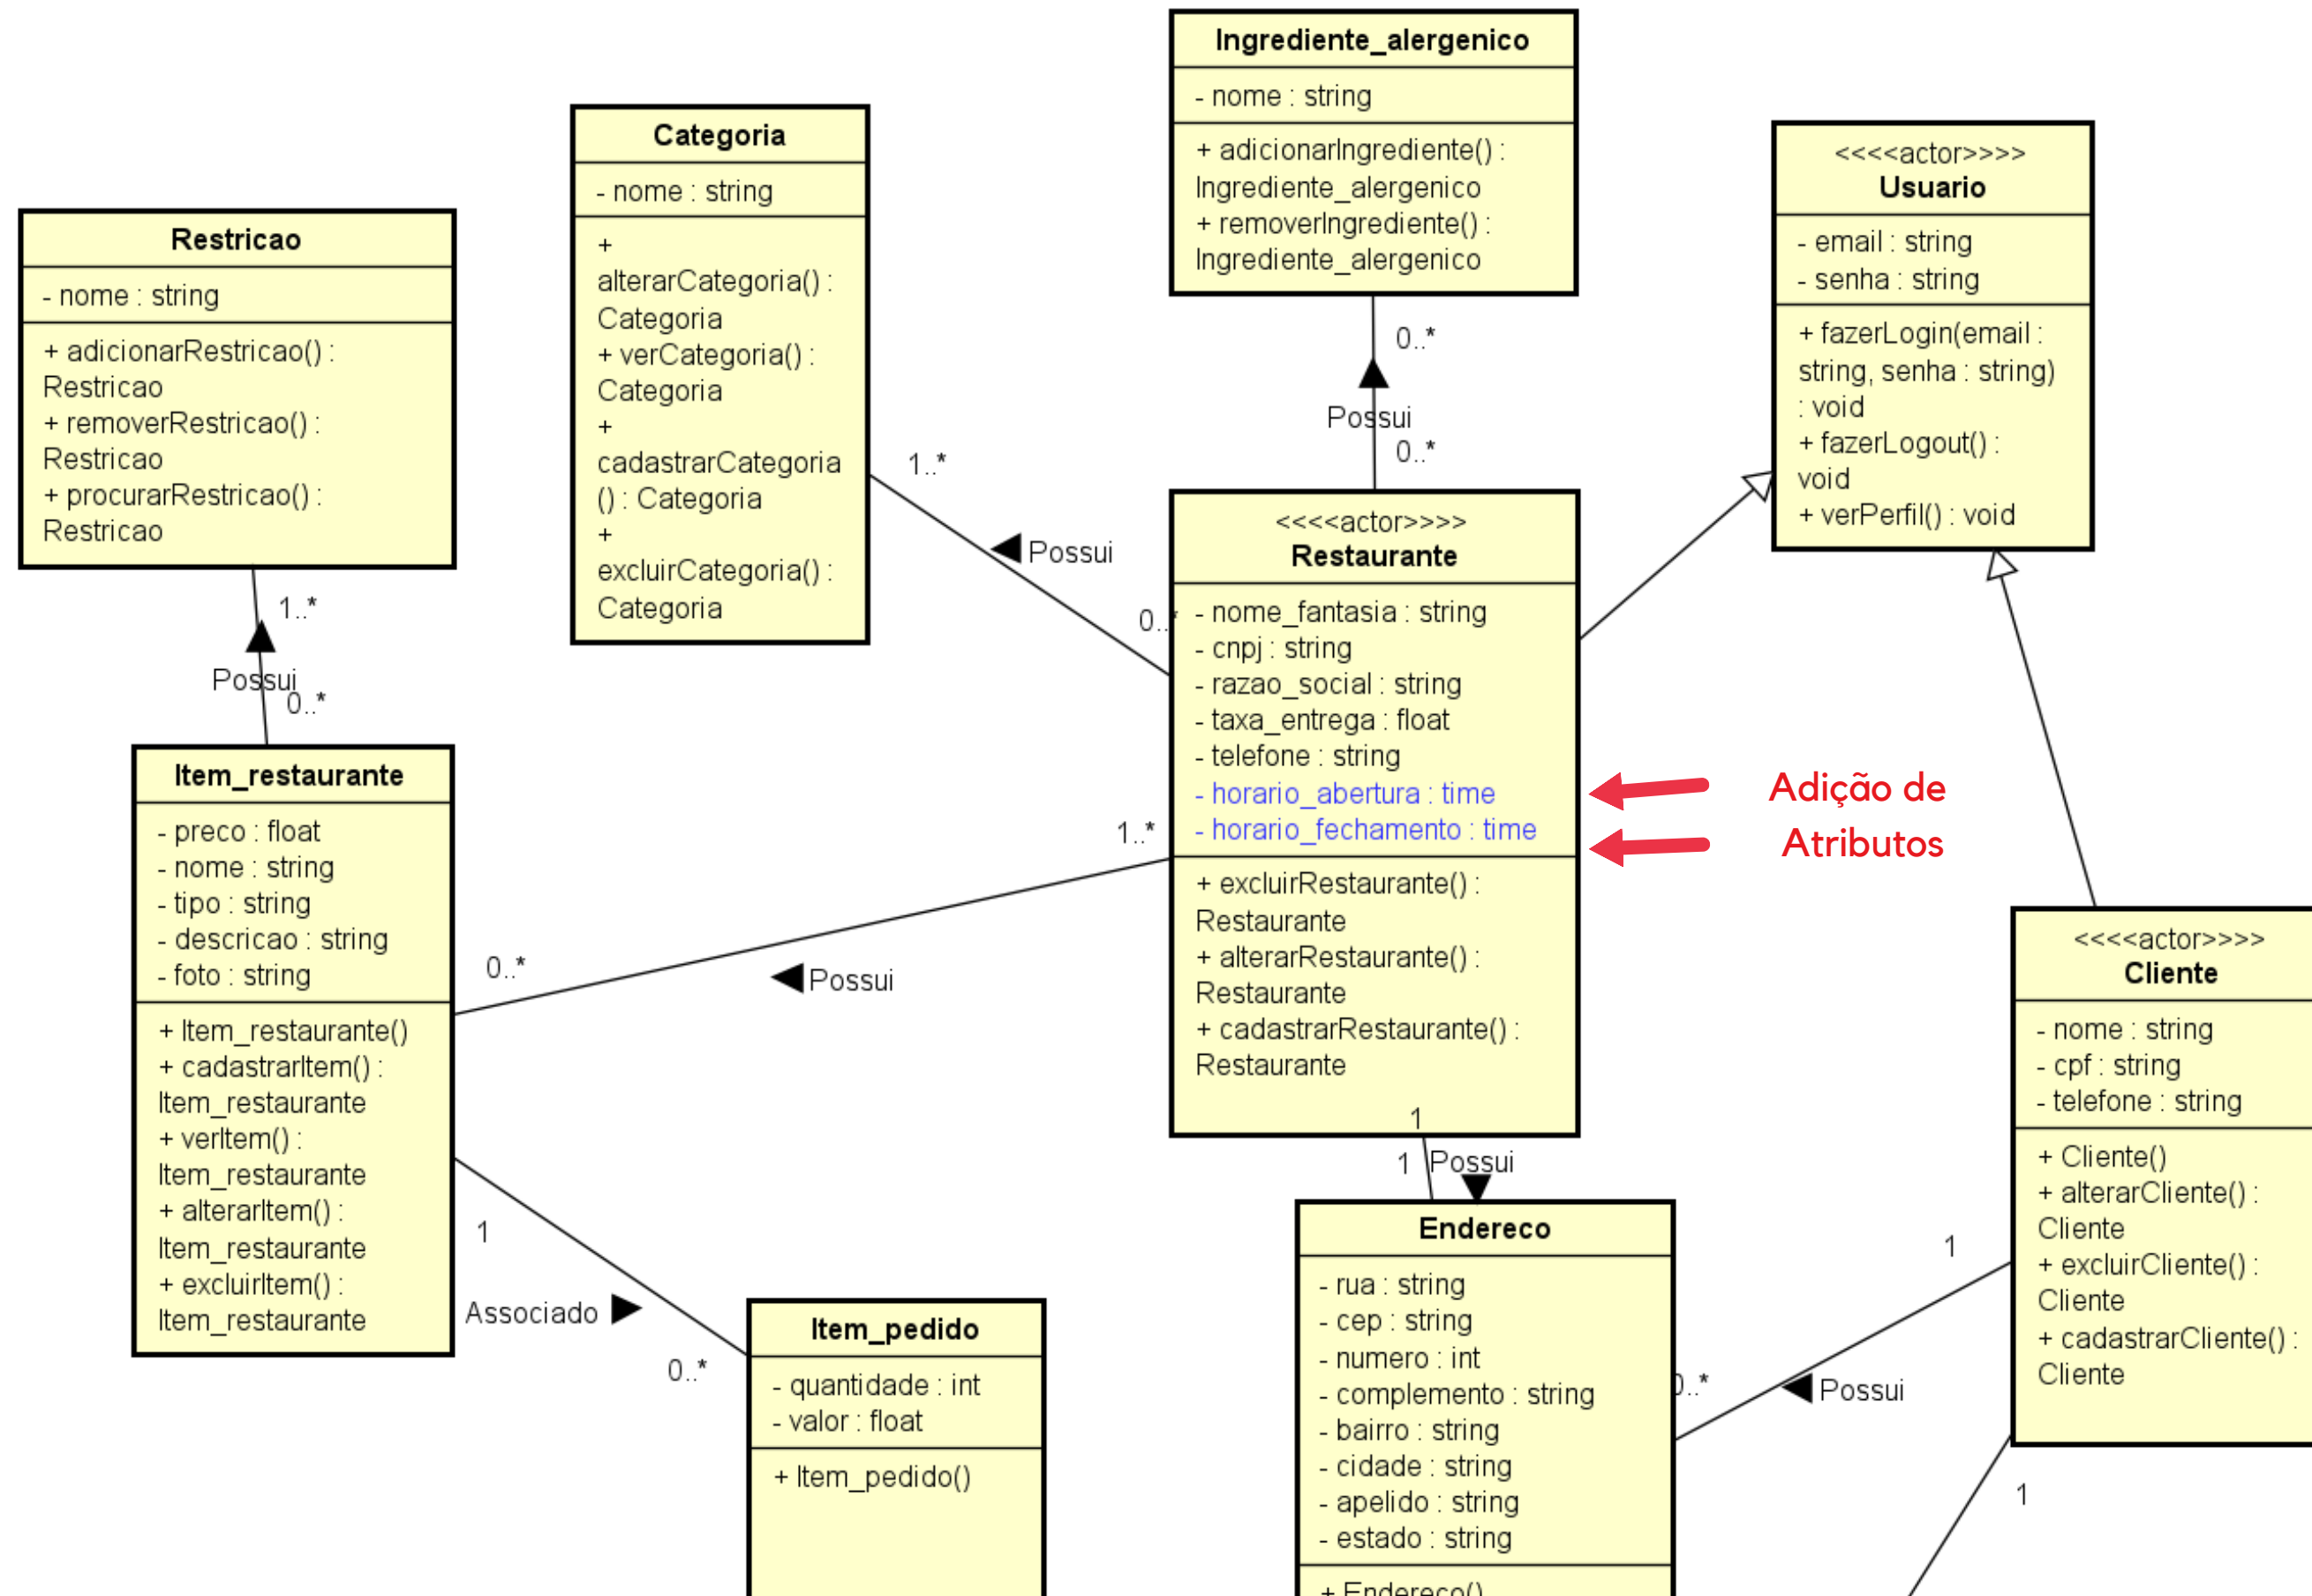 Ingrediente_alergenico
- nome : string
+ adicionarIngrediente() :
Ingrediente_alergenico
+ removerIngrediente() :
Ingrediente_alergenico
0..*
Possui
0..*
Categoria
- nome : string
+
alterarCategoria() :
Categoria
+ verCategoria() :
Categoria
+
cadastrarCategoria
() : Categoria
+
excluirCategoria() :
Categoria
1..*
Possui
0..*
<<<<actor>>>>
Usuario
- email : string
- senha : string
+ fazerLogin(email :
string, senha : string)
: void
+ fazerLogout() :
void
+ verPerfil() : void
Restricao
- nome : string
+ adicionarRestricao() :
Restricao
+ removerRestricao() :
Restricao
+ procurarRestricao() :
Restricao
1..*
Possui
0..*
<<<<actor>>>>
Restaurante
- nome_fantasia : string
- cnpj : string
- razao_social : string
- taxa_entrega : float
- telefone : string
- horario_abertura : time
- horario_fechamento : time
+ excluirRestaurante() :
Restaurante
+ alterarRestaurante() :
Restaurante
+ cadastrarRestaurante() :
Restaurante
Adição de
Atributos
1..*
0..*
Possui
Item_restaurante
- preco : float
- nome : string
- tipo : string
- descricao : string
- foto : string
+ Item_restaurante()
+ cadastrarItem() :
Item_restaurante
+ verItem() :
Item_restaurante
+ alterarItem() :
Item_restaurante
+ excluirItem() :
Item_restaurante
1
Associado
0..*
<<<<actor>>>>
Cliente
- nome : string
- cpf : string
- telefone : string
+ Cliente()
+ alterarCliente() :
Cliente
+ excluirCliente() :
Cliente
+ cadastrarCliente() :
Cliente
1
1 Possui
Endereco
- rua : string
- cep : string
- numero : int
- complemento : string
- bairro : string
- cidade : string
- apelido : string
- estado : string
+ Endereco()
1
0..*
Possui
1
Item_pedido
- quantidade : int
- valor : float
+ Item_pedido()